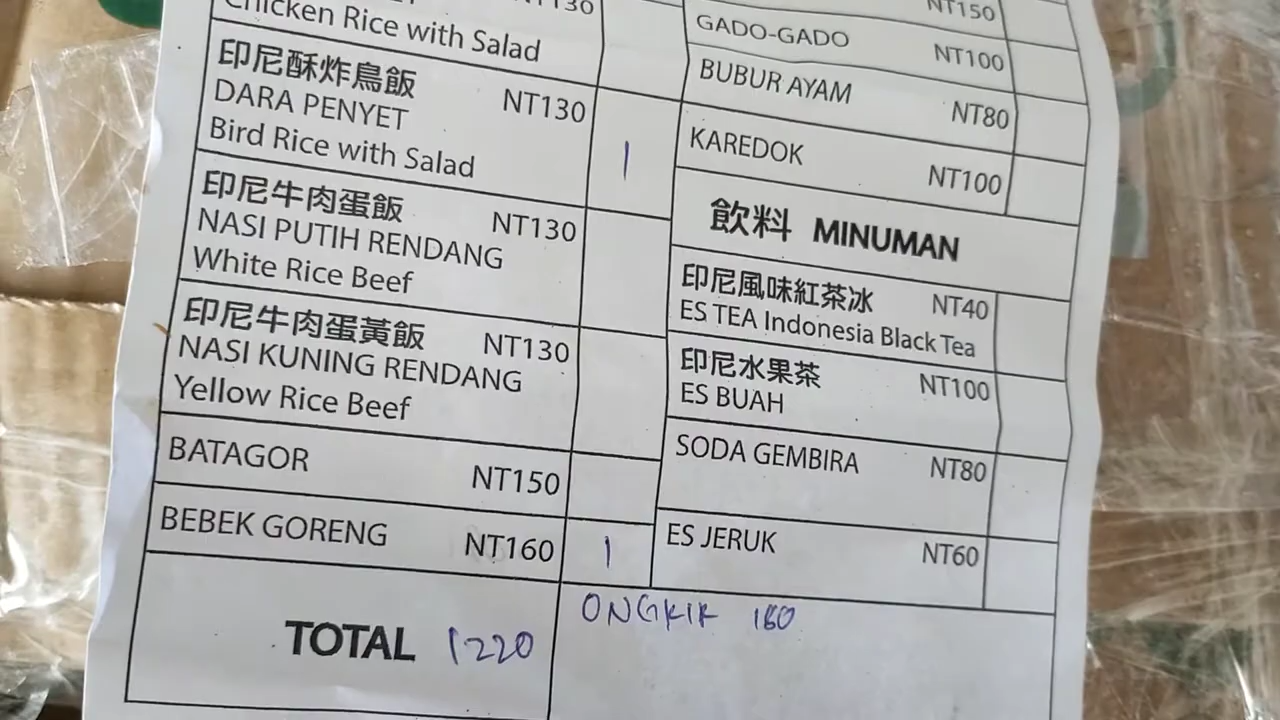 NT130
Chicken Rice with Salad
印尼酥炸鳥飯
DARA PENYET NT130
Bird Rice with Salad
1
印尼牛肉蛋飯
NASI PUTIH RENDANG NT130
White Rice Beef
印尼牛肉蛋黃飯
NASI KUNING RENDANG NT130
Yellow Rice Beef
BATAGOR NT150
BEBEK GORENG NT160 1
TOTAL 1220
NT150
GADO-GADO NT100
BUBUR AYAM NT80
KAREDOK NT100
飲料 MINUMAN
印尼風味紅茶冰 NT40
ES TEA Indonesia Black Tea
印尼水果茶 NT100
ES BUAH
SODA GEMBIRA NT80
ES JERUK NT60
ONGKIR 180